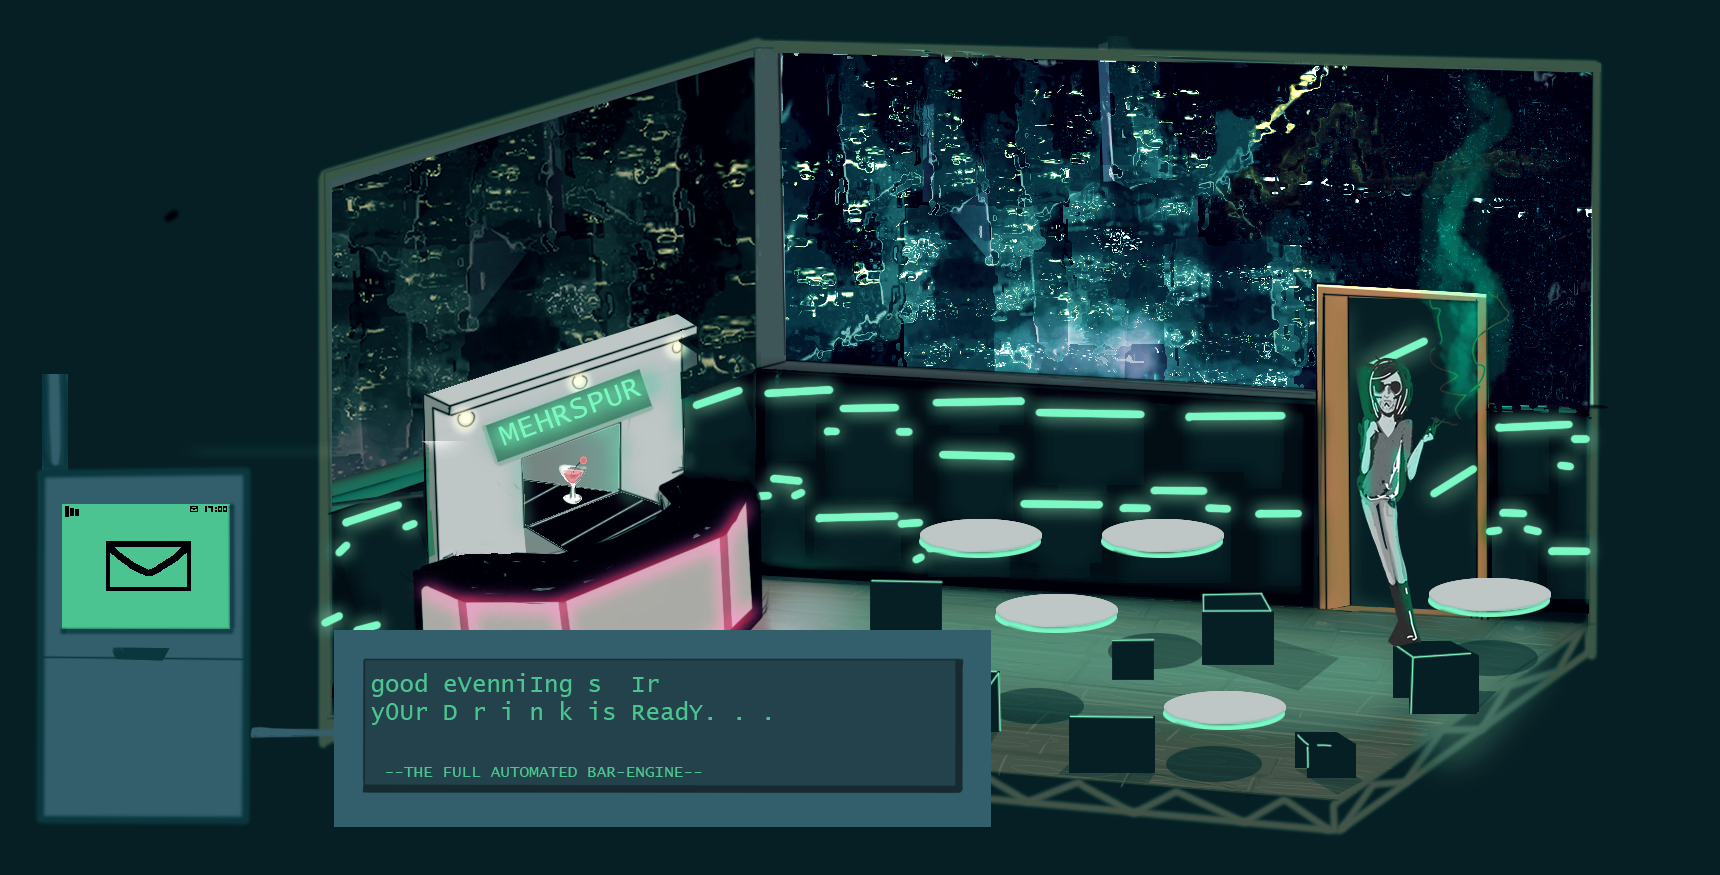 17:00
MEHRSPUR
good eVenniIng s  Ir
yOUr D r i n k is ReadY. . .
--THE FULL AUTOMATED BAR-ENGINE--